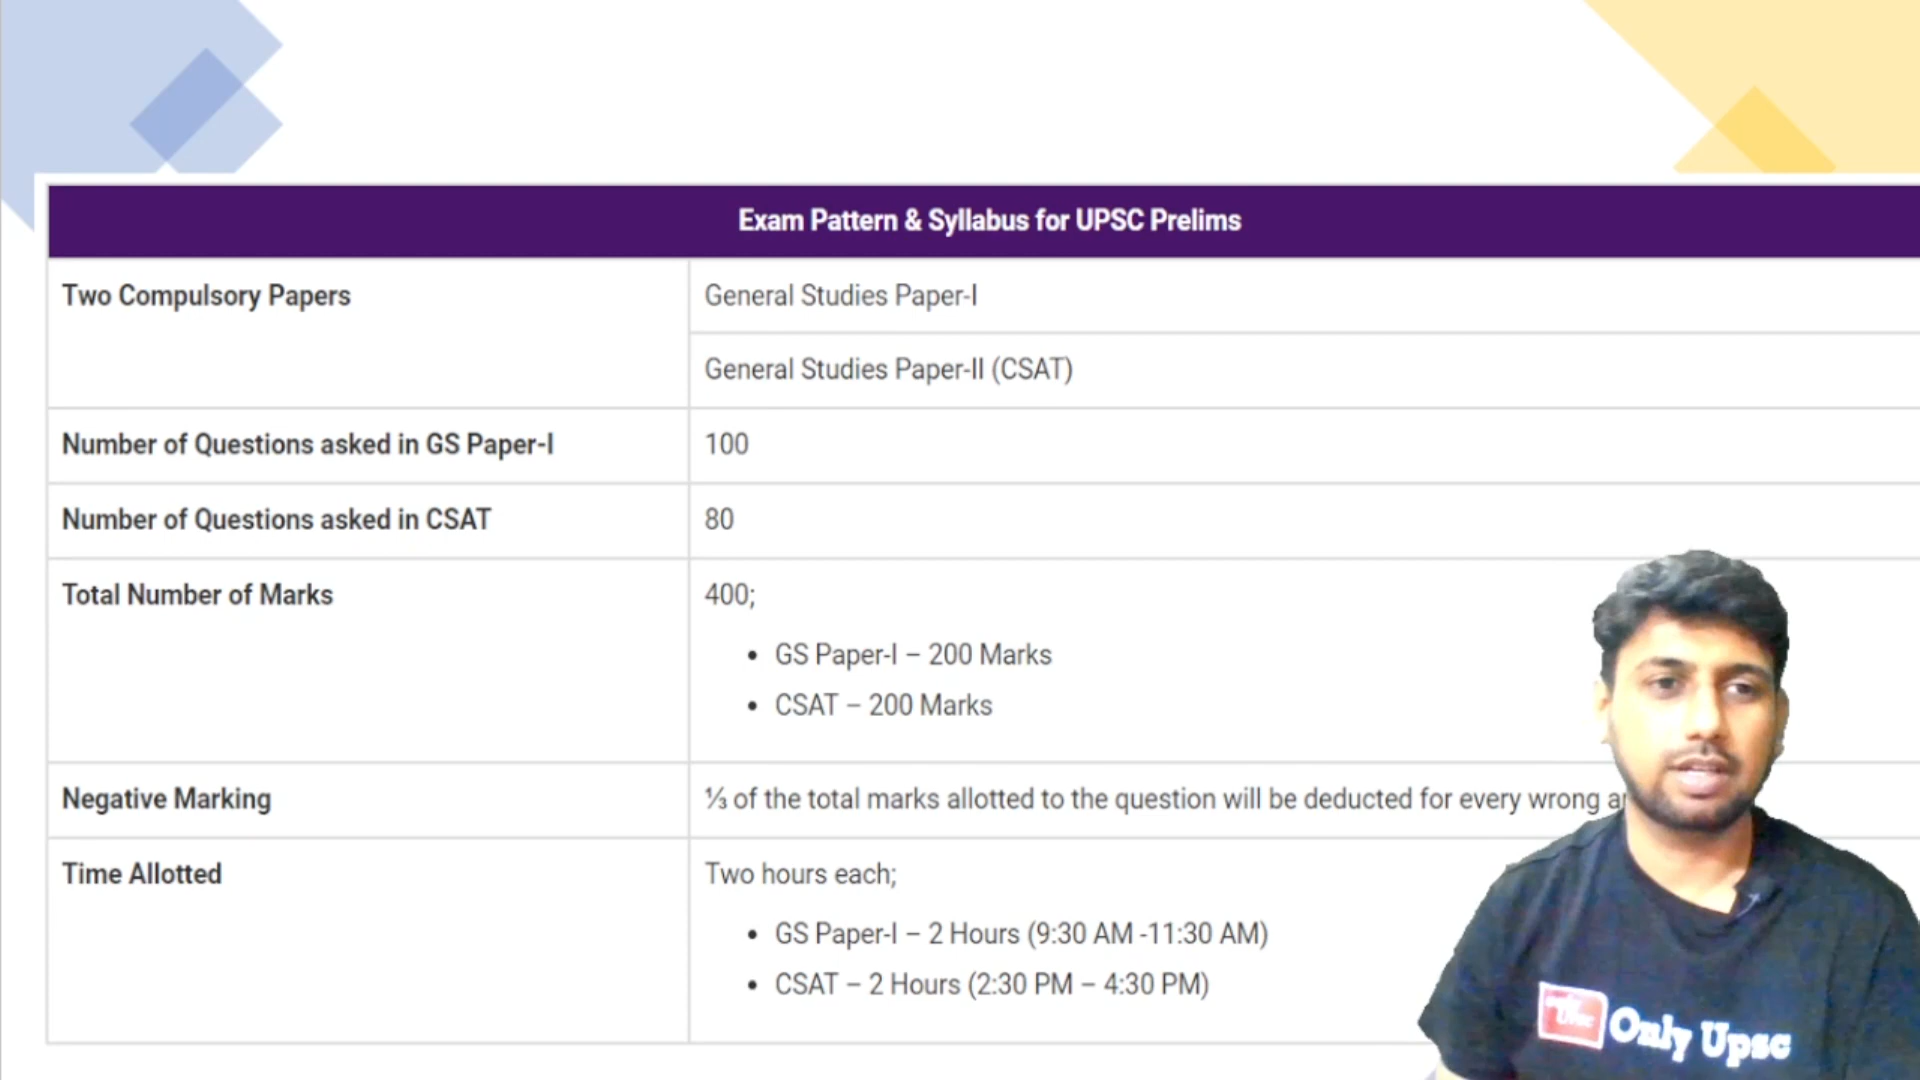 Exam Pattern & Syllabus for UPSC Prelims
Two Compulsory Papers
General Studies Paper-I
General Studies Paper-II (CSAT)
Number of Questions asked in GS Paper-I
100
Number of Questions asked in CSAT
80
Total Number of Marks
400;
• GS Paper-I – 200 Marks
• CSAT – 200 Marks
Negative Marking
⅓ of the total marks allotted to the question will be deducted for every wrong
Time Allotted
Two hours each;
• GS Paper-I – 2 Hours (9:30 AM -11:30 AM)
• CSAT – 2 Hours (2:30 PM – 4:30 PM)
Only Upsc